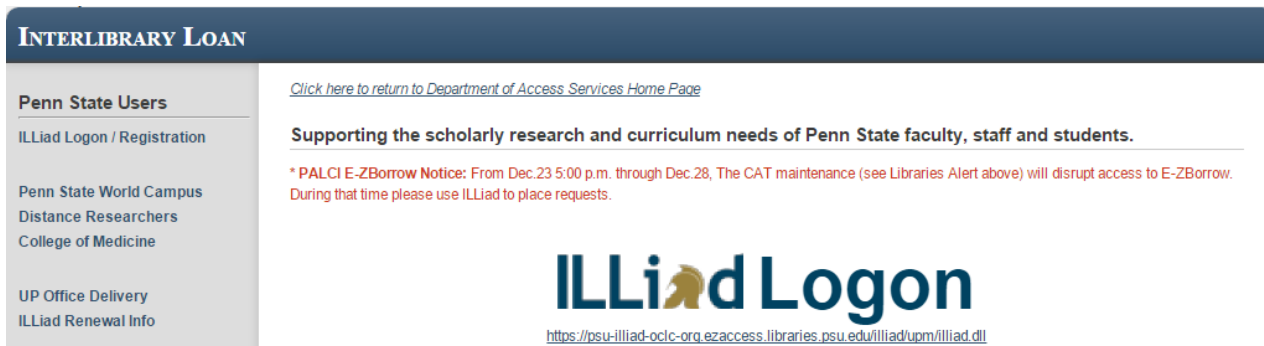 INTERLIBRARY LOAN
Penn State Users
ILLiad Logon / Registration
Penn State World Campus
Distance Researchers
College of Medicine
UP Office Delivery
ILLiad Renewal Info
Click here to return to Department of Access Services Home Page
Supporting the scholarly research and curriculum needs of Penn State faculty, staff and students.
* PALCI E-ZBorrow Notice: From Dec.23 5:00 p.m. through Dec.28, The CAT maintenance (see Libraries Alert above) will disrupt access to E-ZBorrow.
During that time please use ILLiad to place requests.
ILLiad Logon
https://psu-illiad-oclc-org.ezaccess.libraries.psu.edu/illiad/upm/illiad.dll